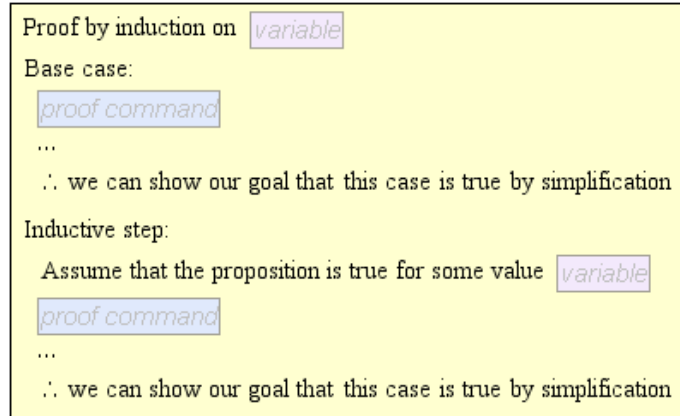 Proof by induction on variable
Base case:
proof command
...
∴ we can show our goal that this case is true by simplification
Inductive step:
Assume that the proposition is true for some value variable
proof command
...
∴ we can show our goal that this case is true by simplification